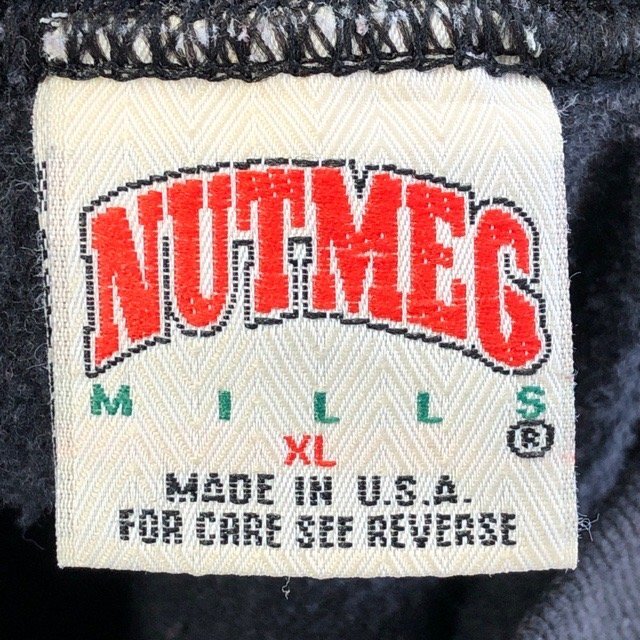 NUTMEG
MILLS®
XL
MADE IN U.S.A.
FOR CARE SEE REVERSE